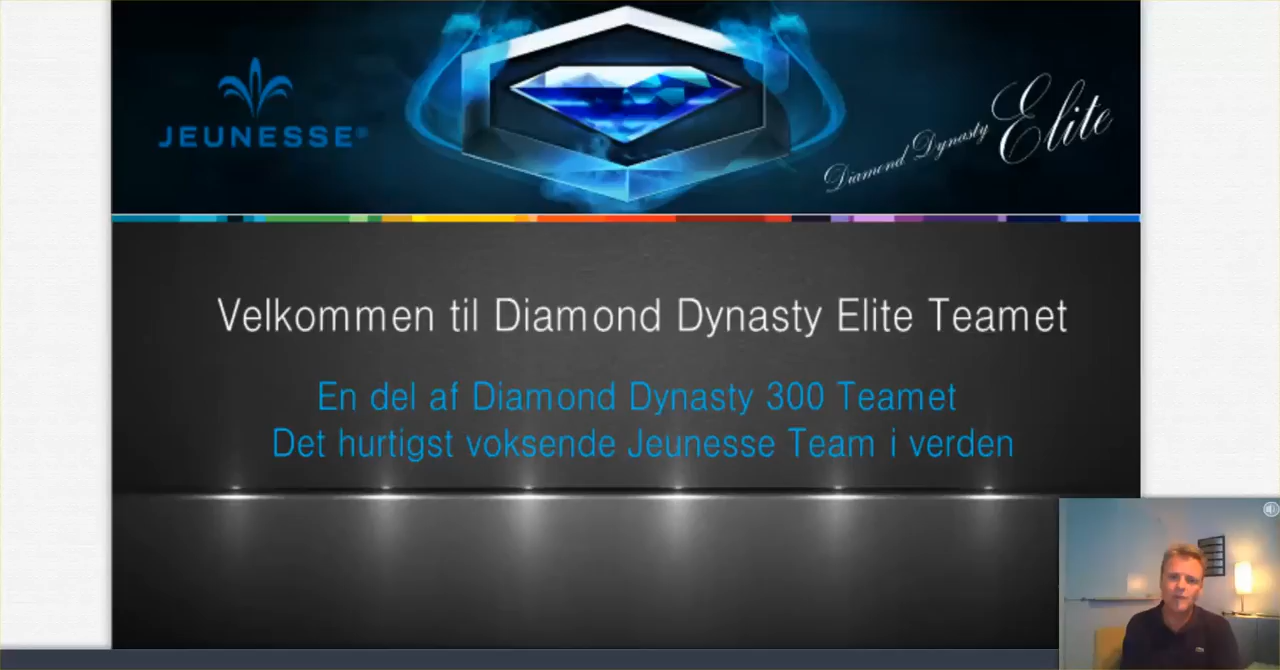 JEUNESSE®
Diamond Dynasty Elite
Velkommen til Diamond Dynasty Elite Teamet
En del af Diamond Dynasty 300 Teamet
Det hurtigst voksende Jeunesse Team i verden